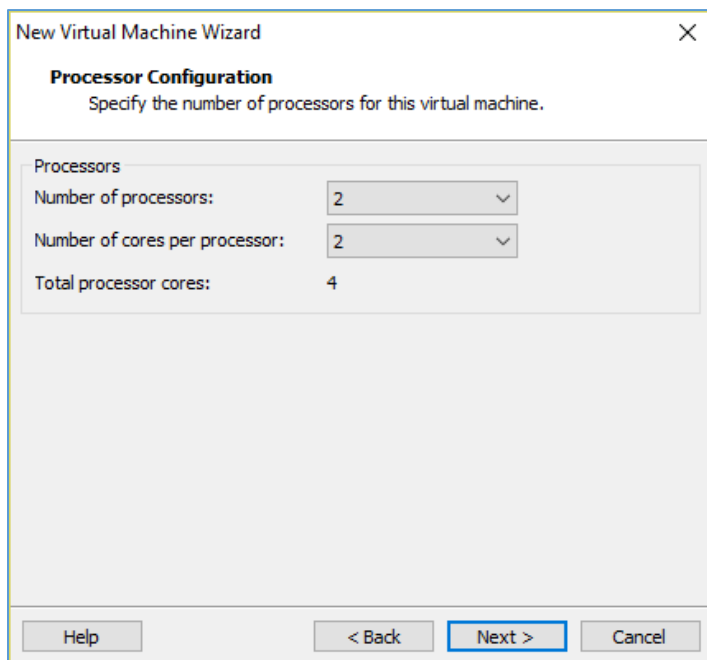 New Virtual Machine Wizard
Processor Configuration
Specify the number of processors for this virtual machine.
Processors
Number of processors: 2
Number of cores per processor: 2
Total processor cores: 4
Help < Back Next > Cancel